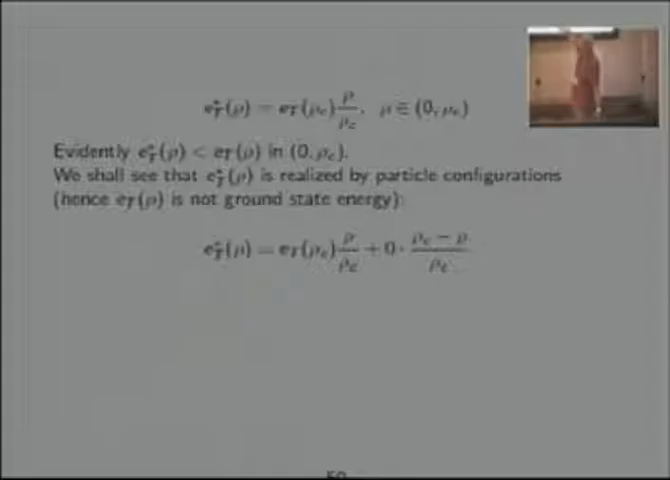 e*_T(ρ) = e_T(ρ_c) ρ/ρ_c, ρ ∈ (0, ρ_c)
Evidently e*_T(ρ) < e_T(ρ) in (0, ρ_c).
We shall see that e*_T(ρ) is realized by particle configurations
(hence e_T(ρ) is not ground state energy):
e*_T(ρ) = e_T(ρ_c) ρ/ρ_c + 0 · (ρ_c − ρ)/ρ_c